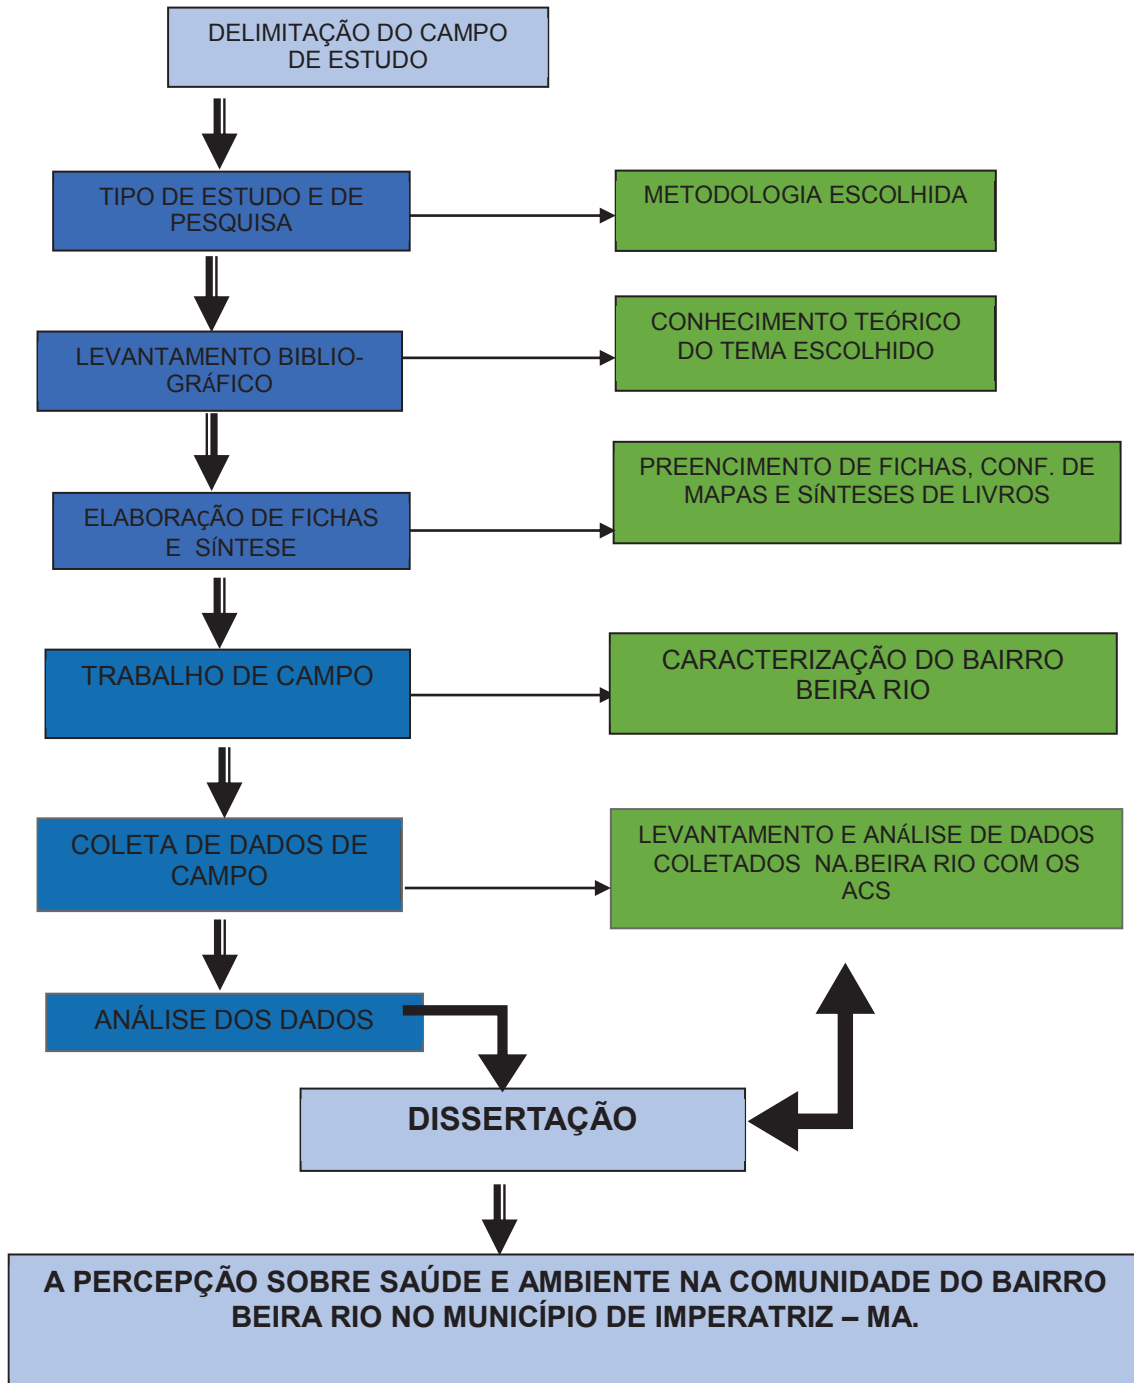 DELIMITAÇÃO DO CAMPO
DE ESTUDO
TIPO DE ESTUDO E DE
PESQUISA
METODOLOGIA ESCOLHIDA
LEVANTAMENTO BIBLIO-
GRÁFICO
CONHECIMENTO TEÓRICO
DO TEMA ESCOLHIDO
ELABORAÇÃO DE FICHAS
E SÍNTESE
PREENCIMENTO DE FICHAS, CONF. DE
MAPAS E SÍNTESES DE LIVROS
TRABALHO DE CAMPO
CARACTERIZAÇÃO DO BAIRRO
BEIRA RIO
COLETA DE DADOS DE
CAMPO
LEVANTAMENTO E ANÁLISE DE DADOS
COLETADOS NA.BEIRA RIO COM OS
ACS
ANÁLISE DOS DADOS
DISSERTAÇÃO
A PERCEPÇÃO SOBRE SAÚDE E AMBIENTE NA COMUNIDADE DO BAIRRO
BEIRA RIO NO MUNICÍPIO DE IMPERATRIZ – MA.